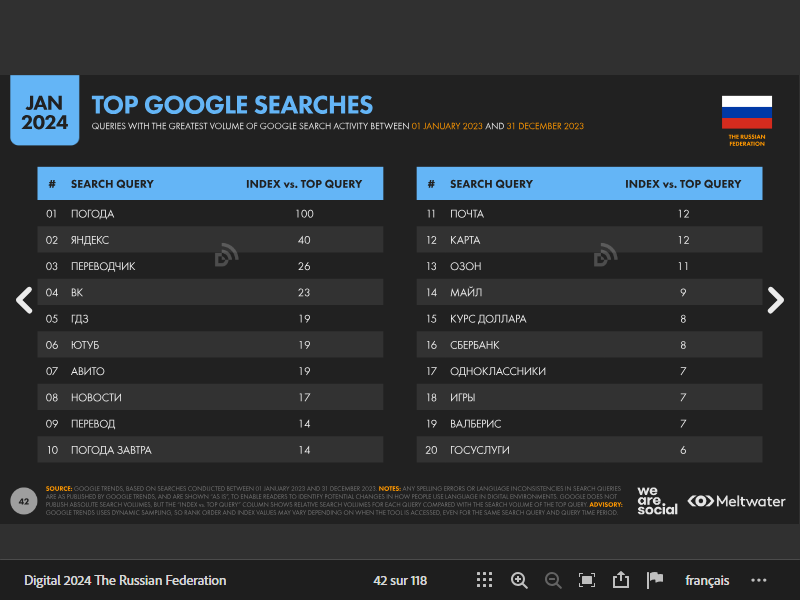 JAN
2024
TOP GOOGLE SEARCHES
QUERIES WITH THE GREATEST VOLUME OF GOOGLE SEARCH ACTIVITY BETWEEN 01 JANUARY 2023 AND 31 DECEMBER 2023
THE RUSSIAN
FEDERATION
# SEARCH QUERY INDEX vs. TOP QUERY
01 ПОГОДА 100
02 ЯНДЕКС 40
03 ПЕРЕВОДЧИК 26
04 ВК 23
05 ГДЗ 19
06 ЮТУБ 19
07 АВИТО 19
08 НОВОСТИ 17
09 ПЕРЕВОД 14
10 ПОГОДА ЗАВТРА 14
# SEARCH QUERY INDEX vs. TOP QUERY
11 ПОЧТА 12
12 КАРТА 12
13 ОЗОН 11
14 МАЙЛ 9
15 КУРС ДОЛЛАРА 8
16 СБЕРБАНК 8
17 ОДНОКЛАССНИКИ 7
18 ИГРЫ 7
19 ВАЛБЕРИС 7
20 ГОСУСЛУГИ 6
42
SOURCE: GOOGLE TRENDS, BASED ON SEARCHES CONDUCTED BETWEEN 01 JANUARY 2023 AND 31 DECEMBER 2023. NOTES: ANY SPELLING ERRORS OR LANGUAGE INCONSISTENCIES IN SEARCH QUERIES
ARE AS PUBLISHED BY GOOGLE TRENDS, AND ARE SHOWN "AS IS", TO ENABLE READERS TO IDENTIFY POTENTIAL CHANGES IN HOW PEOPLE USE LANGUAGE IN DIGITAL ENVIRONMENTS. GOOGLE DOES NOT
PUBLISH ABSOLUTE SEARCH VOLUMES, BUT THE "INDEX vs. TOP QUERY" COLUMN SHOWS RELATIVE SEARCH VOLUMES FOR EACH QUERY COMPARED WITH THE SEARCH VOLUME OF THE TOP QUERY. ADVISORY:
GOOGLE TRENDS USES DYNAMIC SAMPLING, SO RANK ORDER AND INDEX VALUES MAY VARY DEPENDING ON WHEN THE TOOL IS ACCESSED, EVEN FOR THE SAME SEARCH QUERY AND QUERY TIME PERIOD.
we
are.
social
Meltwater
Digital 2024 The Russian Federation
42 sur 118
français